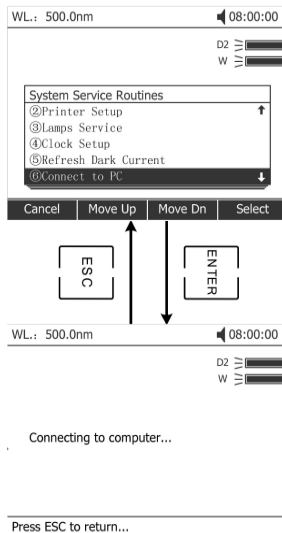 WL.: 500.0nm 08:00:00
D2
W
System Service Routines
②Printer Setup
③Lamps Service
④Clock Setup
⑤Refresh Dark Current
⑥Connect to PC
Cancel Move Up Move Dn Select
ESC ENTER
WL.: 500.0nm 08:00:00
D2
W
Connecting to computer...
Press ESC to return...